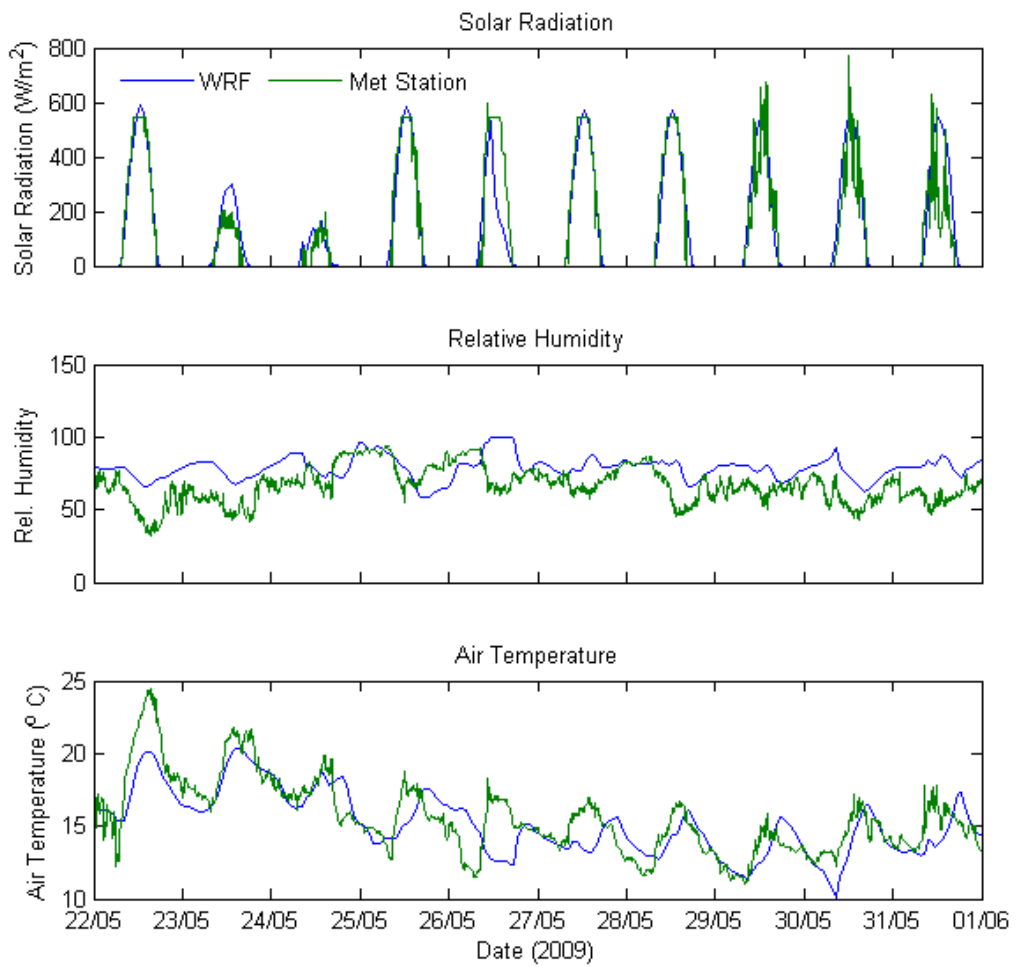 Solar Radiation
Solar Radiation (W/m²)
800
600
400
200
0
WRF
Met Station
Relative Humidity
Rel. Humidity
150
100
50
0
Air Temperature
Air Temperature (º C)
25
20
15
10
22/05 23/05 24/05 25/05 26/05 27/05 28/05 29/05 30/05 31/05 01/06
Date (2009)